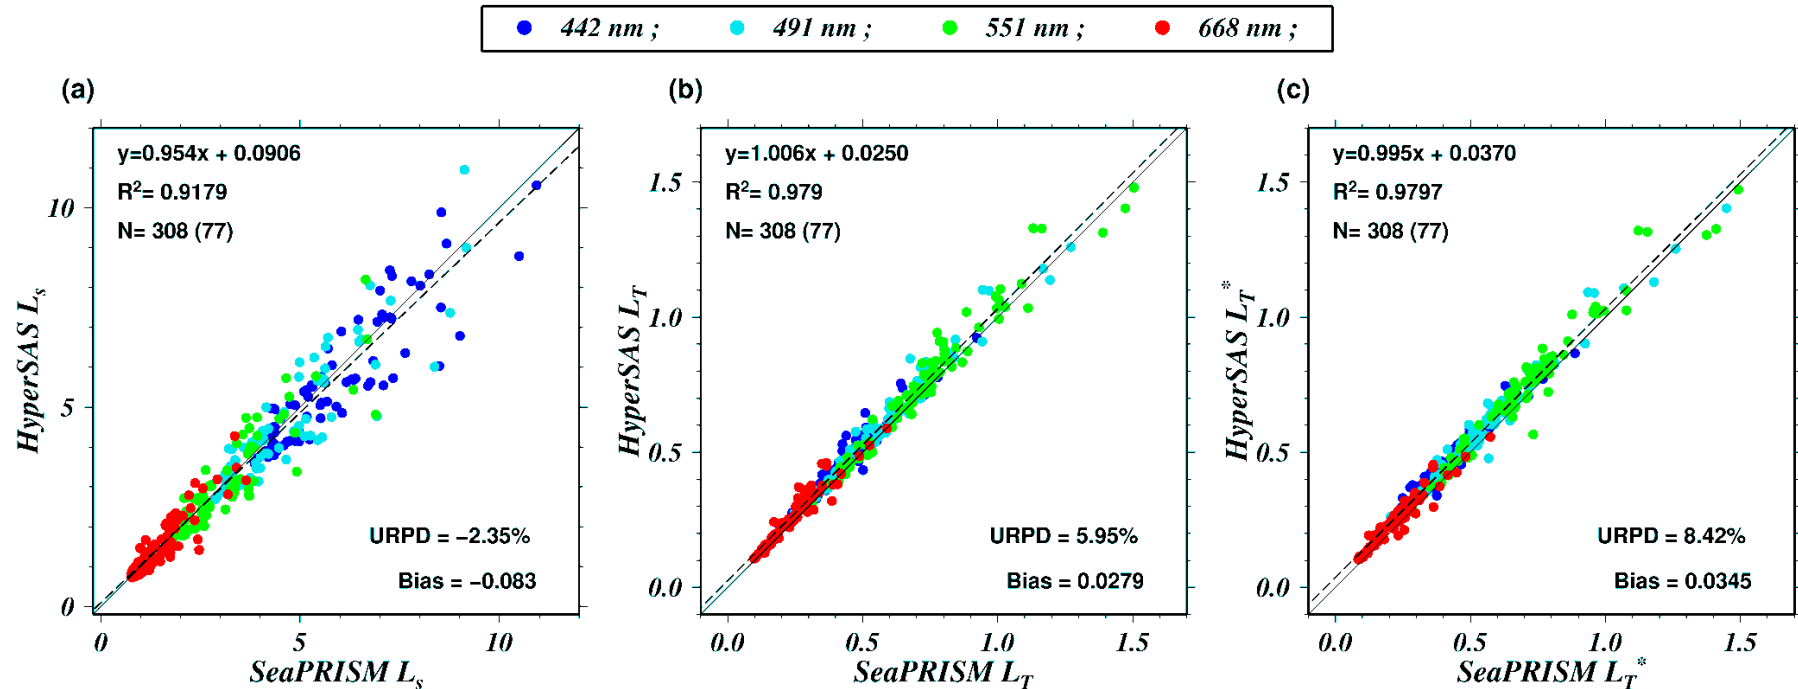 442 nm ; 491 nm ; 551 nm ; 668 nm ;
(a)
y=0.954x + 0.0906
R²= 0.9179
N= 308 (77)
URPD = −2.35%
Bias = −0.083
10
5
0
0 5 10
HyperSAS Ls
SeaPRISM Ls
(b)
y=1.006x + 0.0250
R²= 0.979
N= 308 (77)
URPD = 5.95%
Bias = 0.0279
1.5
1.0
0.5
0.0
0.0 0.5 1.0 1.5
HyperSAS LT
SeaPRISM LT
(c)
y=0.995x + 0.0370
R²= 0.9797
N= 308 (77)
URPD = 8.42%
Bias = 0.0345
1.5
1.0
0.5
0.0
0.0 0.5 1.0 1.5
HyperSAS LT*
SeaPRISM LT*